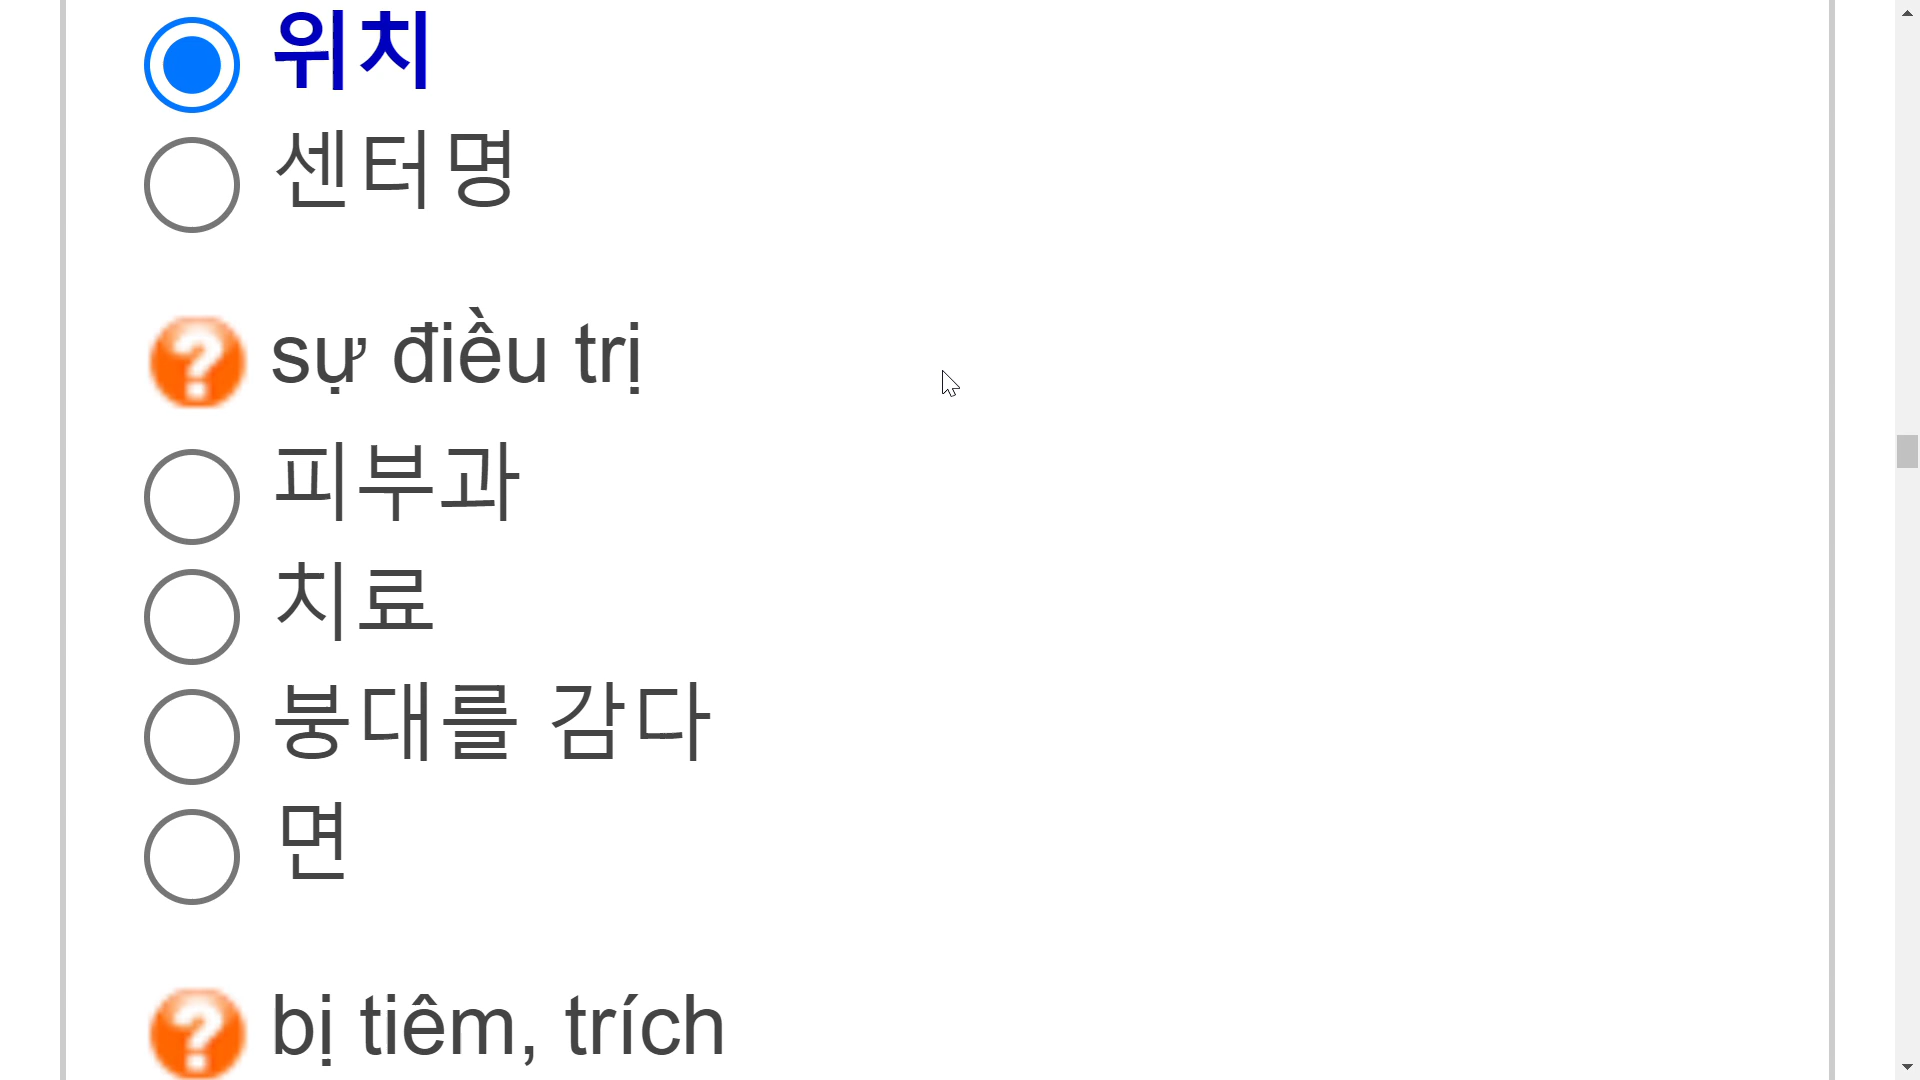 위치
센터명
sự điều trị
피부과
치료
붕대를 감다
면
bị tiêm, trích